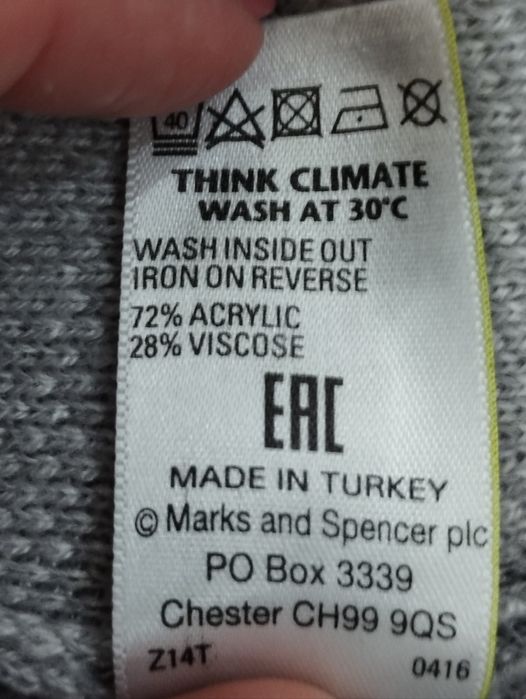 40
THINK CLIMATE
WASH AT 30°C
WASH INSIDE OUT
IRON ON REVERSE
72% ACRYLIC
28% VISCOSE
EAC
MADE IN TURKEY
© Marks and Spencer plc
PO Box 3339
Chester CH99 9QS
Z14T 0416